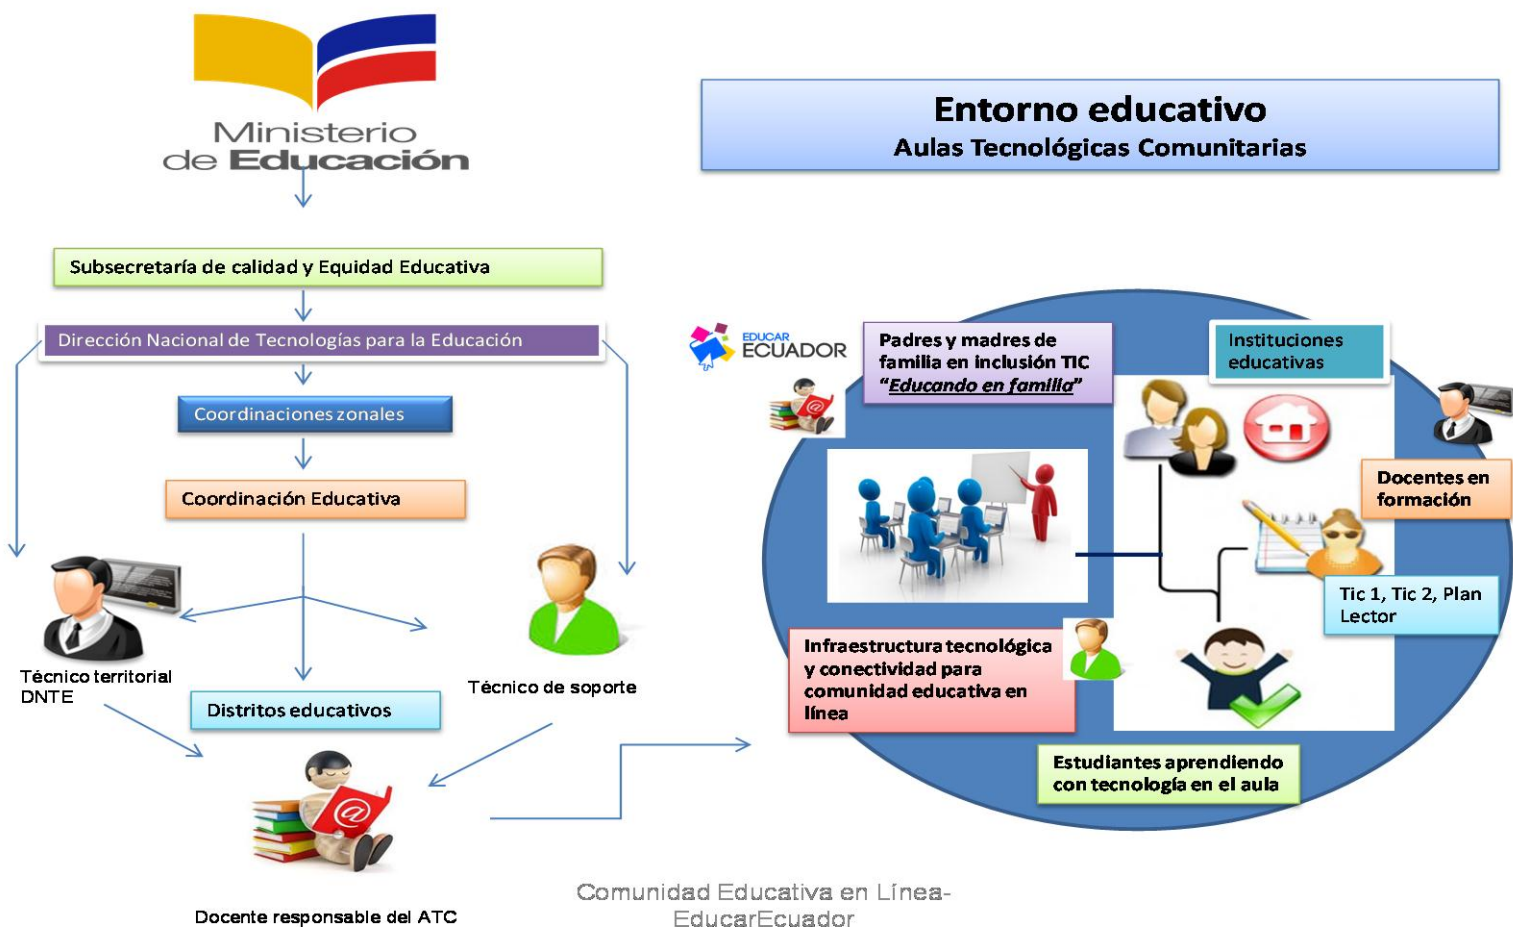 Ministerio
de Educación
Entorno educativo
Aulas Tecnológicas Comunitarias
Subsecretaría de calidad y Equidad Educativa
Dirección Nacional de Tecnologías para la Educación
Coordinaciones zonales
Coordinación Educativa
Técnico territorial
DNTE
Técnico de soporte
Distritos educativos
Docente responsable del ATC
EDUCAR
ECUADOR
Padres y madres de
familia en inclusión TIC
“Educando en familia”
Instituciones
educativas
Docentes en
formación
Tic 1, Tic 2, Plan
Lector
Infraestructura tecnológica
y conectividad para
comunidad educativa en
línea
Estudiantes aprendiendo
con tecnología en el aula
Comunidad Educativa en Línea-
EducarEcuador